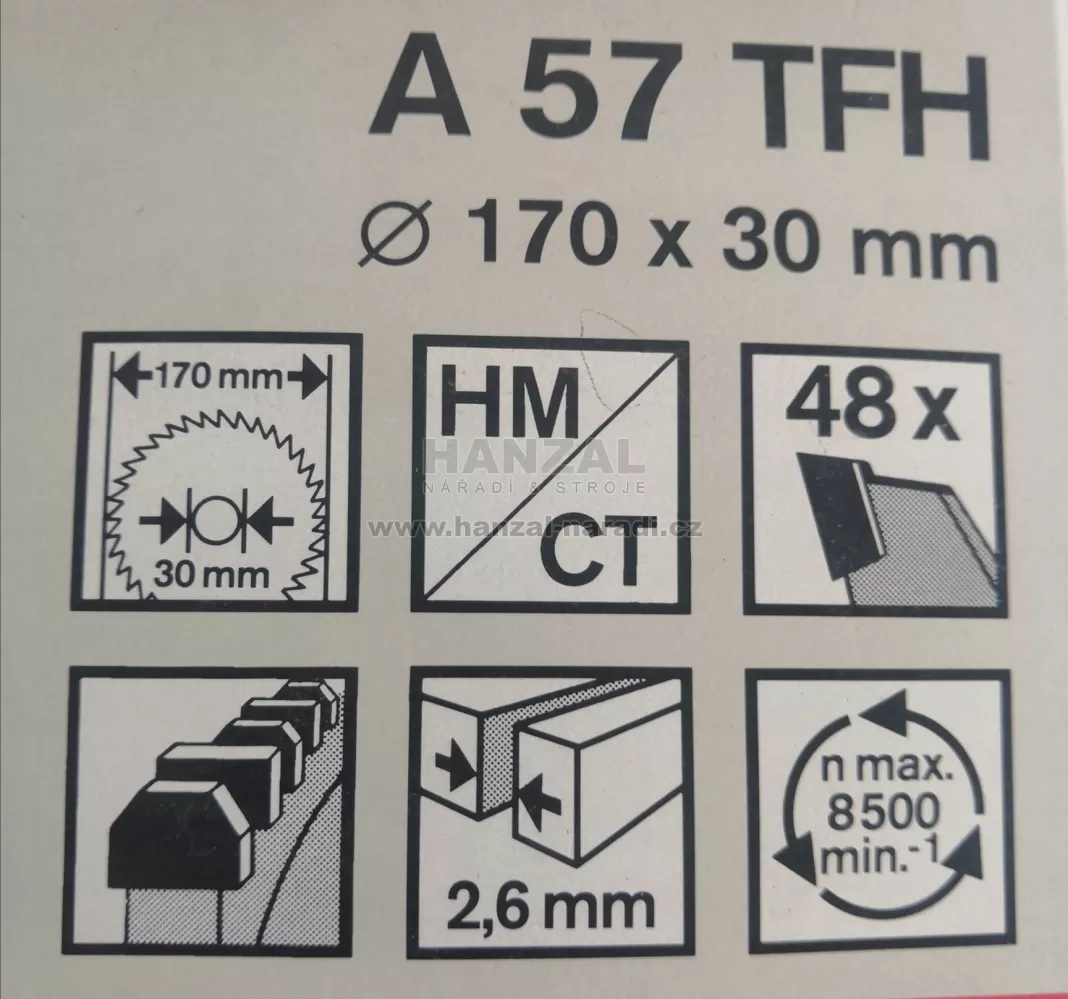 A 57 TFH
Ø 170 x 30 mm
170 mm
30 mm
HM
CT
48 x
HANZAL
NÁŘADÍ & STROJE
www.hanzal-naradi.cz
2,6 mm
n max.
8500
min.-1